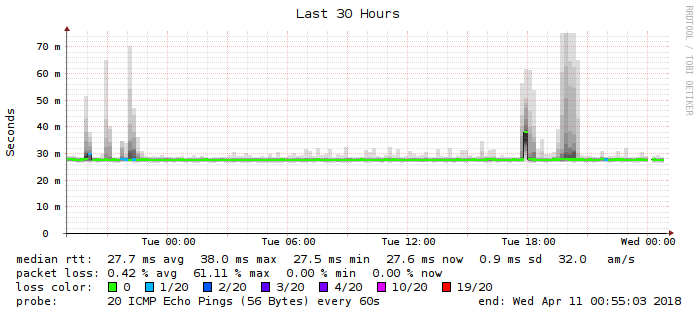 Last 30 Hours
RRDTOOL / TOBI OETIKER
Seconds
70 m
60 m
50 m
40 m
30 m
20 m
10 m
0
Tue 00:00 Tue 06:00 Tue 12:00 Tue 18:00 Wed 00:00
median rtt: 27.7 ms avg 38.0 ms max 27.5 ms min 27.6 ms now 0.9 ms sd 32.0 am/s
packet loss: 0.42 % avg 61.11 % max 0.00 % min 0.00 % now
loss color: 0 1/20 2/20 3/20 4/20 10/20 19/20
probe: 20 ICMP Echo Pings (56 Bytes) every 60s end: Wed Apr 11 00:55:03 2018